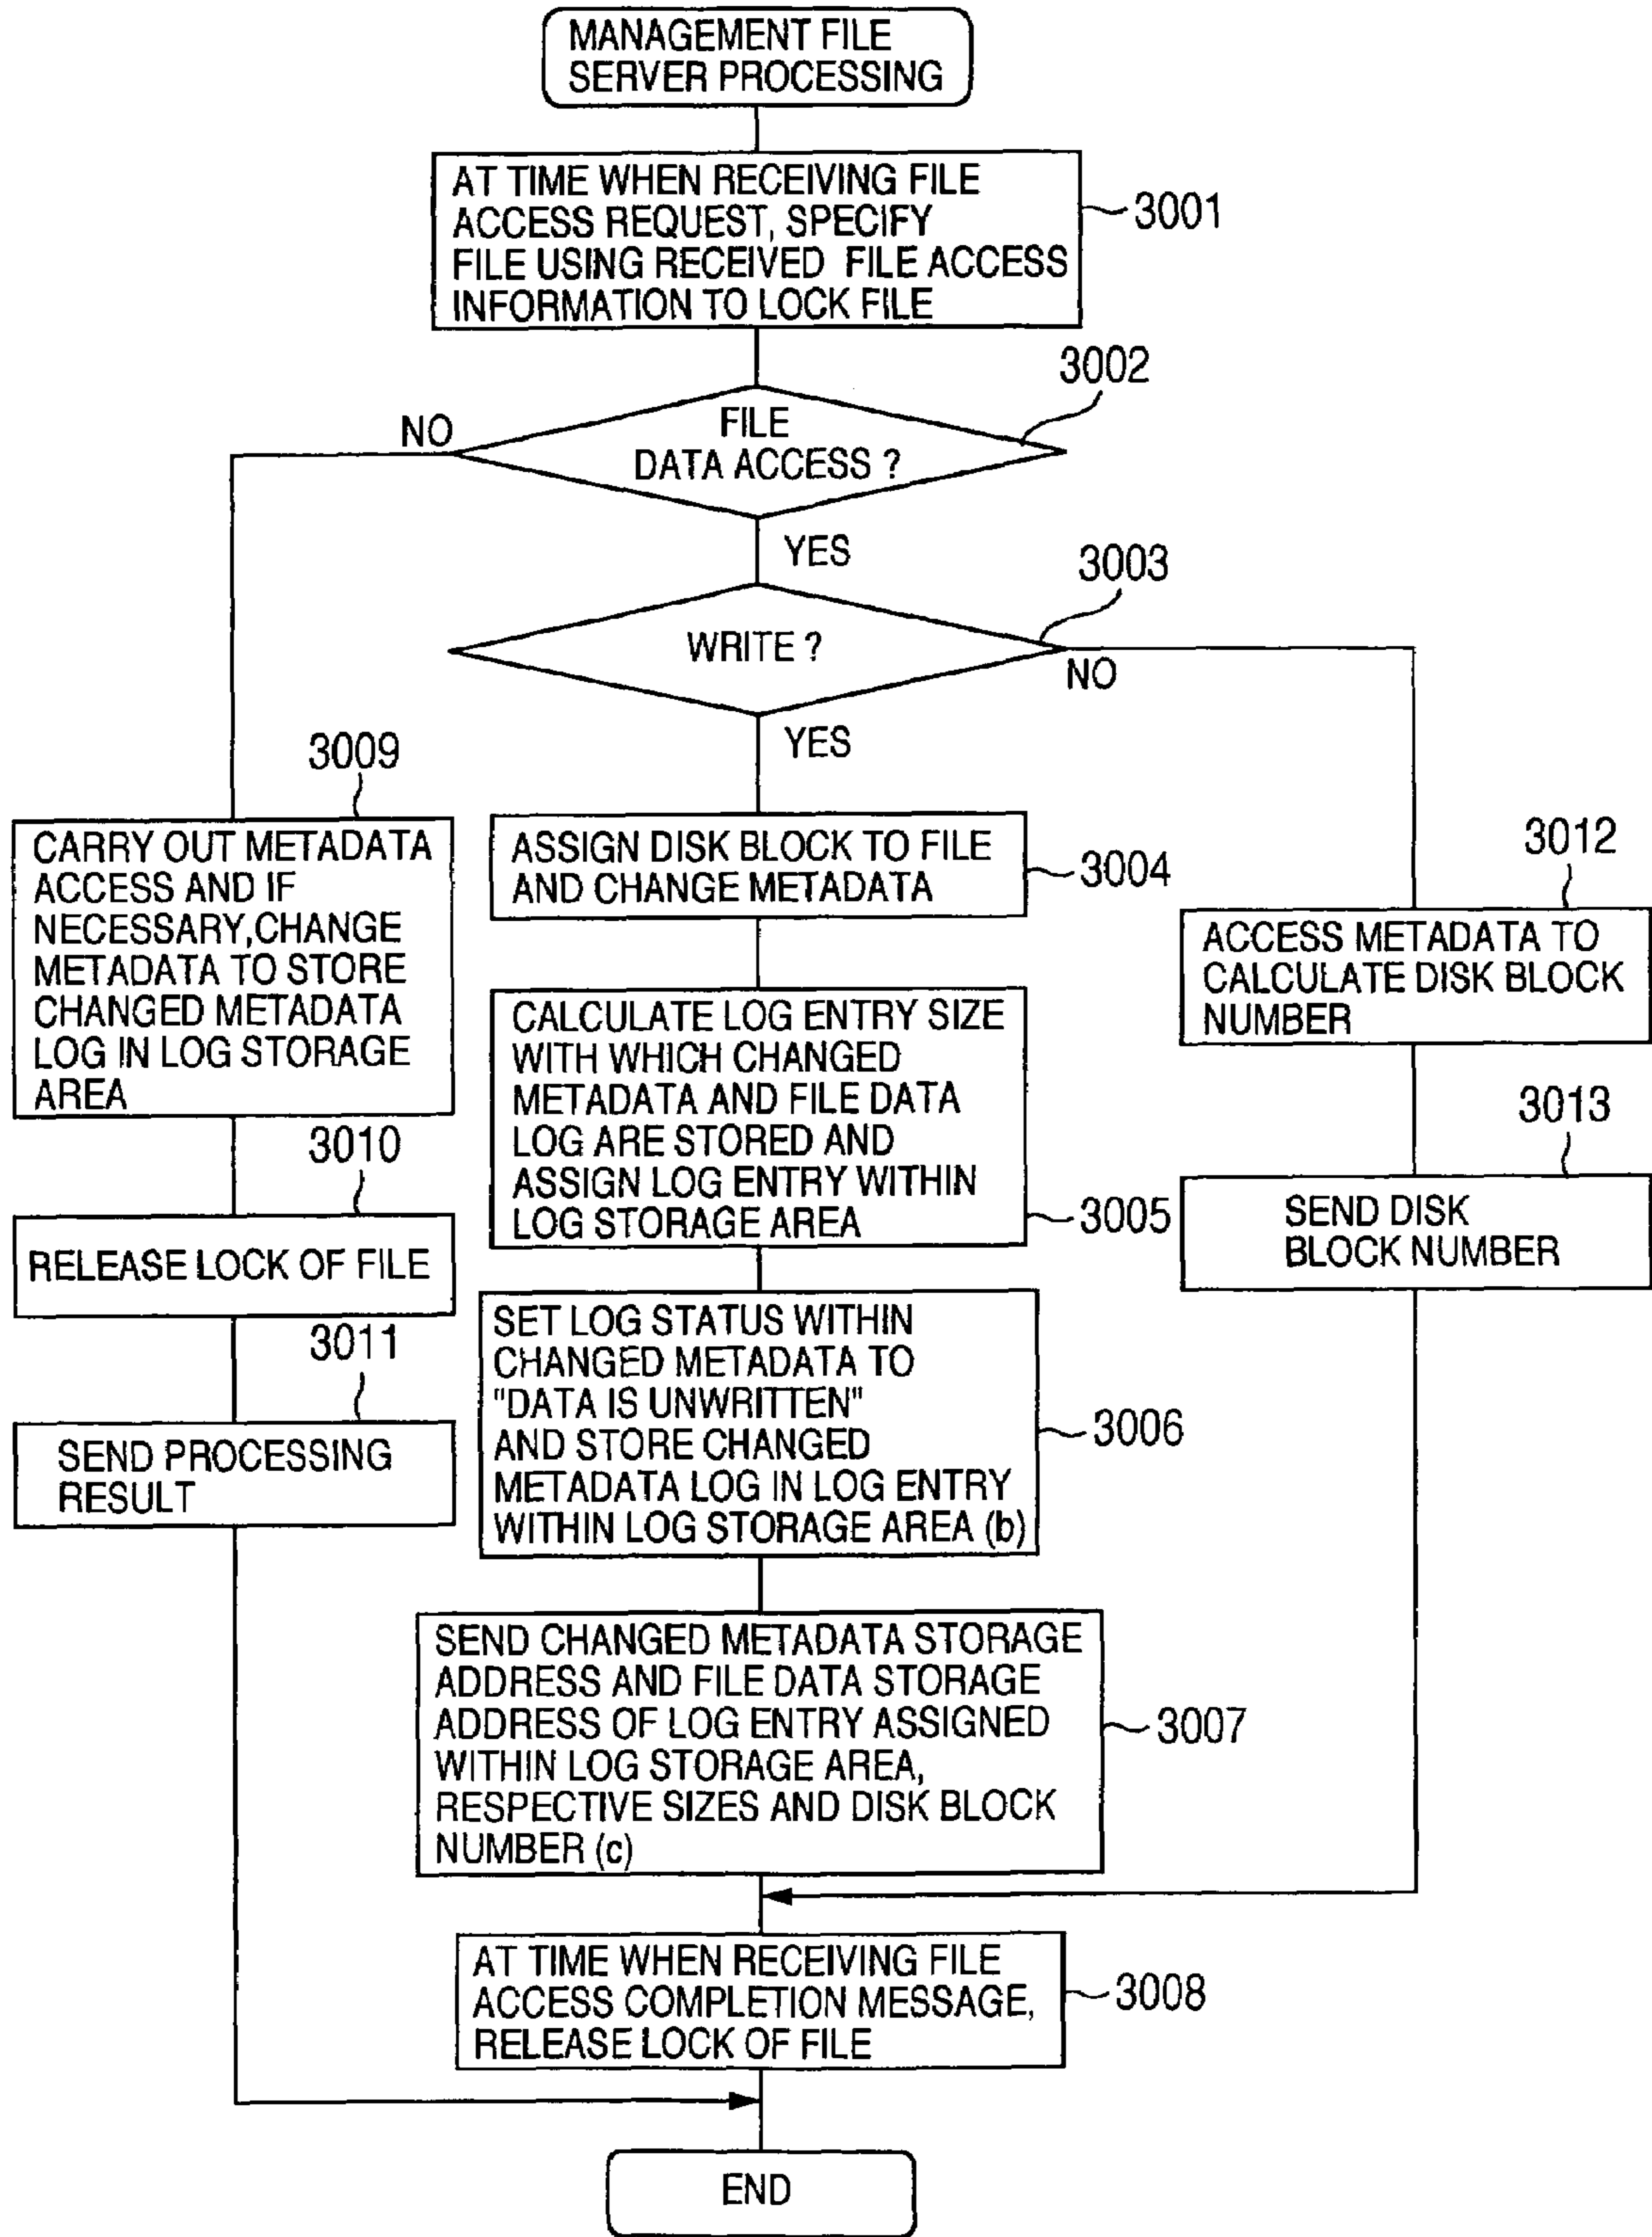 MANAGEMENT FILE
SERVER PROCESSING
AT TIME WHEN RECEIVING FILE
ACCESS REQUEST, SPECIFY
FILE USING RECEIVED FILE ACCESS
INFORMATION TO LOCK FILE
3001
3002
FILE
DATA ACCESS ?
NO
YES
3003
WRITE ?
NO
YES
3009
CARRY OUT METADATA
ACCESS AND IF
NECESSARY, CHANGE
METADATA TO STORE
CHANGED METADATA
LOG IN LOG STORAGE
AREA
3010
RELEASE LOCK OF FILE
3011
SEND PROCESSING
RESULT
ASSIGN DISK BLOCK TO FILE
AND CHANGE METADATA
3004
CALCULATE LOG ENTRY SIZE
WITH WHICH CHANGED
METADATA AND FILE DATA
LOG ARE STORED AND
ASSIGN LOG ENTRY WITHIN
LOG STORAGE AREA
3005
SET LOG STATUS WITHIN
CHANGED METADATA TO
"DATA IS UNWRITTEN"
AND STORE CHANGED
METADATA LOG IN LOG ENTRY
WITHIN LOG STORAGE AREA (b)
3006
SEND CHANGED METADATA STORAGE
ADDRESS AND FILE DATA STORAGE
ADDRESS OF LOG ENTRY ASSIGNED
WITHIN LOG STORAGE AREA,
RESPECTIVE SIZES AND DISK BLOCK
NUMBER (c)
3007
3012
ACCESS METADATA TO
CALCULATE DISK BLOCK
NUMBER
3013
SEND DISK
BLOCK NUMBER
AT TIME WHEN RECEIVING FILE
ACCESS COMPLETION MESSAGE,
RELEASE LOCK OF FILE
3008
END